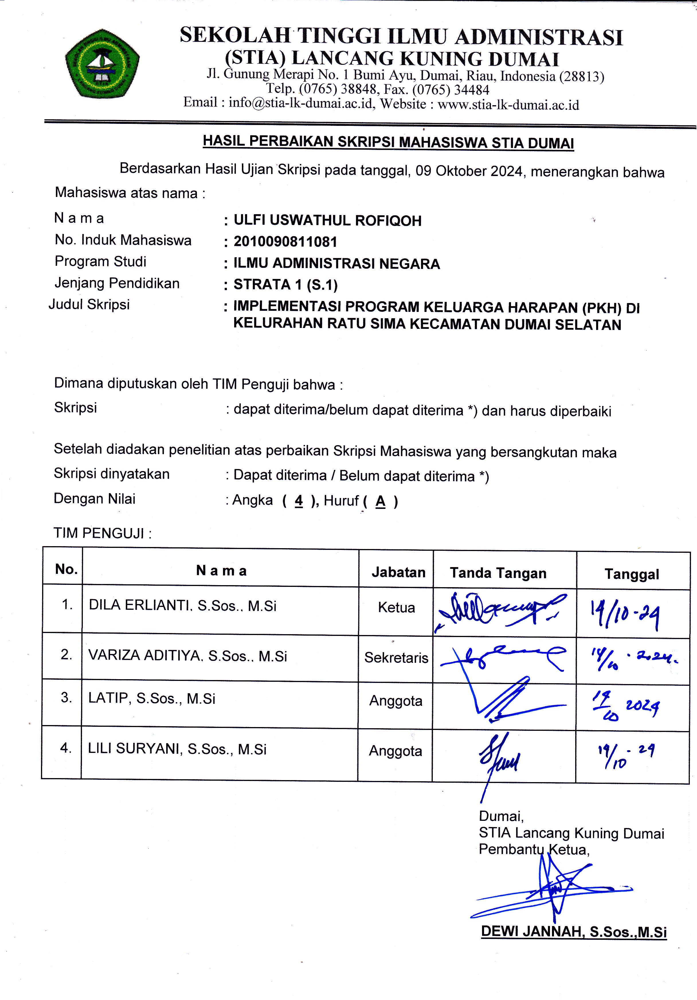 SEKOLAH TINGGI ILMU ADMINISTRASI
(STIA) LANCANG KUNING DUMAI
Jl. Gunung Merapi No. 1 Bumi Ayu, Dumai, Riau, Indonesia (28813)
Telp. (0765) 38848, Fax. (0765) 34484
Email : info@stia-lk-dumai.ac.id, Website : www.stia-lk-dumai.ac.id
HASIL PERBAIKAN SKRIPSI MAHASISWA STIA DUMAI
Berdasarkan Hasil Ujian Skripsi pada tanggal, 09 Oktober 2024, menerangkan bahwa
Mahasiswa atas nama :
N a m a : ULFI USWATHUL ROFIQOH
No. Induk Mahasiswa : 2010090811081
Program Studi : ILMU ADMINISTRASI NEGARA
Jenjang Pendidikan : STRATA 1 (S.1)
Judul Skripsi : IMPLEMENTASI PROGRAM KELUARGA HARAPAN (PKH) DI
KELURAHAN RATU SIMA KECAMATAN DUMAI SELATAN
Dimana diputuskan oleh TIM Penguji bahwa :
Skripsi : dapat diterima/belum dapat diterima *) dan harus diperbaiki
Setelah diadakan penelitian atas perbaikan Skripsi Mahasiswa yang bersangkutan maka
Skripsi dinyatakan : Dapat diterima / Belum dapat diterima *)
Dengan Nilai : Angka ( 4 ), Huruf ( A )
TIM PENGUJI :
No. N a m a Jabatan Tanda Tangan Tanggal
1. DILA ERLIANTI, S.Sos., M.Si Ketua 14/10-24
2. VARIZA ADITIYA, S.Sos., M.Si Sekretaris 14/10 - 2024.
3. LATIP, S.Sos., M.Si Anggota 14/10 2024
4. LILI SURYANI, S.Sos., M.Si Anggota 14/10 - 24
Dumai,
STIA Lancang Kuning Dumai
Pembantu Ketua,
DEWI JANNAH, S.Sos.,M.Si